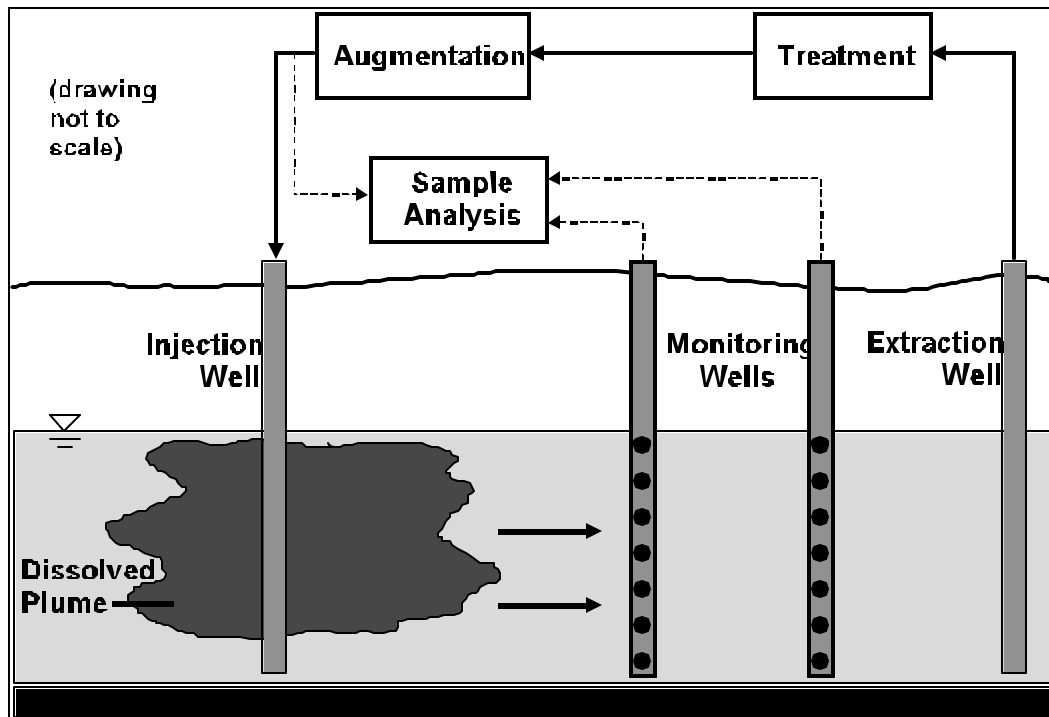 Augmentation
Treatment
(drawing
not to
scale)
Sample
Analysis
Injection
Well
Monitoring
Wells
Extraction
Well
Dissolved
Plume